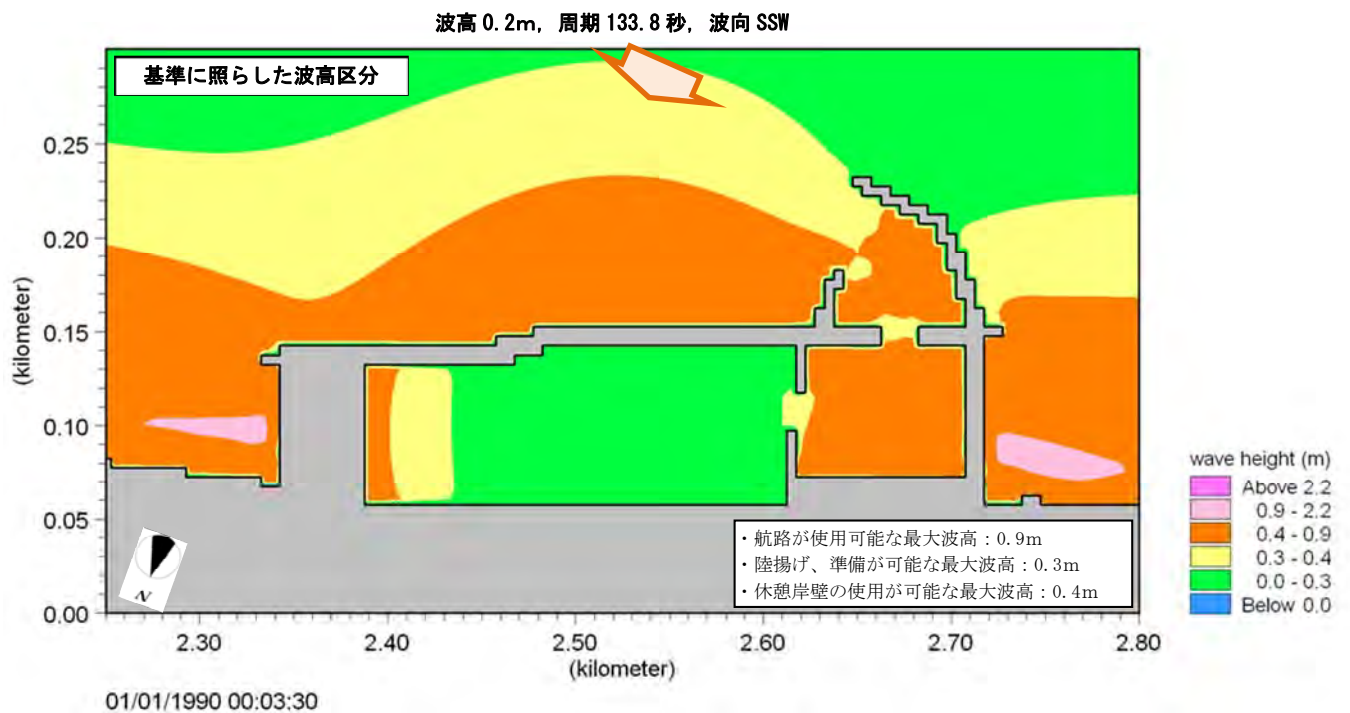 波高 0.2m, 周期 133.8 秒, 波向 SSW
基準に照らした波高区分
0.25
0.20
0.15
0.10
0.05
0.00
(kilometer)
N
・航路が使用可能な最大波高：0.9m
・陸揚げ、準備が可能な最大波高：0.3m
・休憩岸壁の使用が可能な最大波高：0.4m
2.30 2.40 2.50 2.60 2.70 2.80
(kilometer)
wave height (m)
Above 2.2
0.9 - 2.2
0.4 - 0.9
0.3 - 0.4
0.0 - 0.3
Below 0.0
01/01/1990 00:03:30